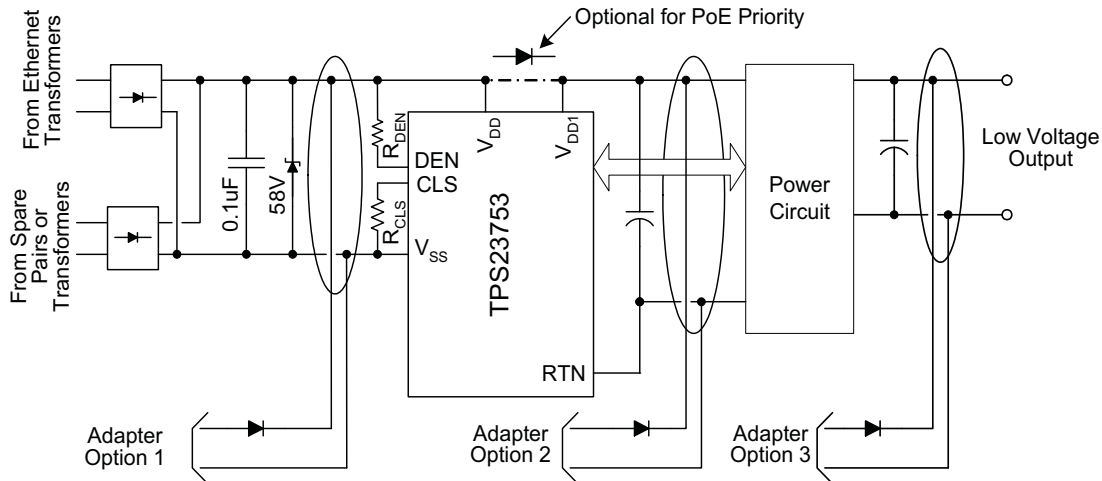 Optional for PoE Priority
From Ethernet
Transformers
From Spare
Pairs or
Transformers
0.1uF
58V
RDEN
DEN
CLS
RCLS
VSS
VDD
VDD1
TPS23753
RTN
Power
Circuit
Low Voltage
Output
Adapter
Option 1
Adapter
Option 2
Adapter
Option 3